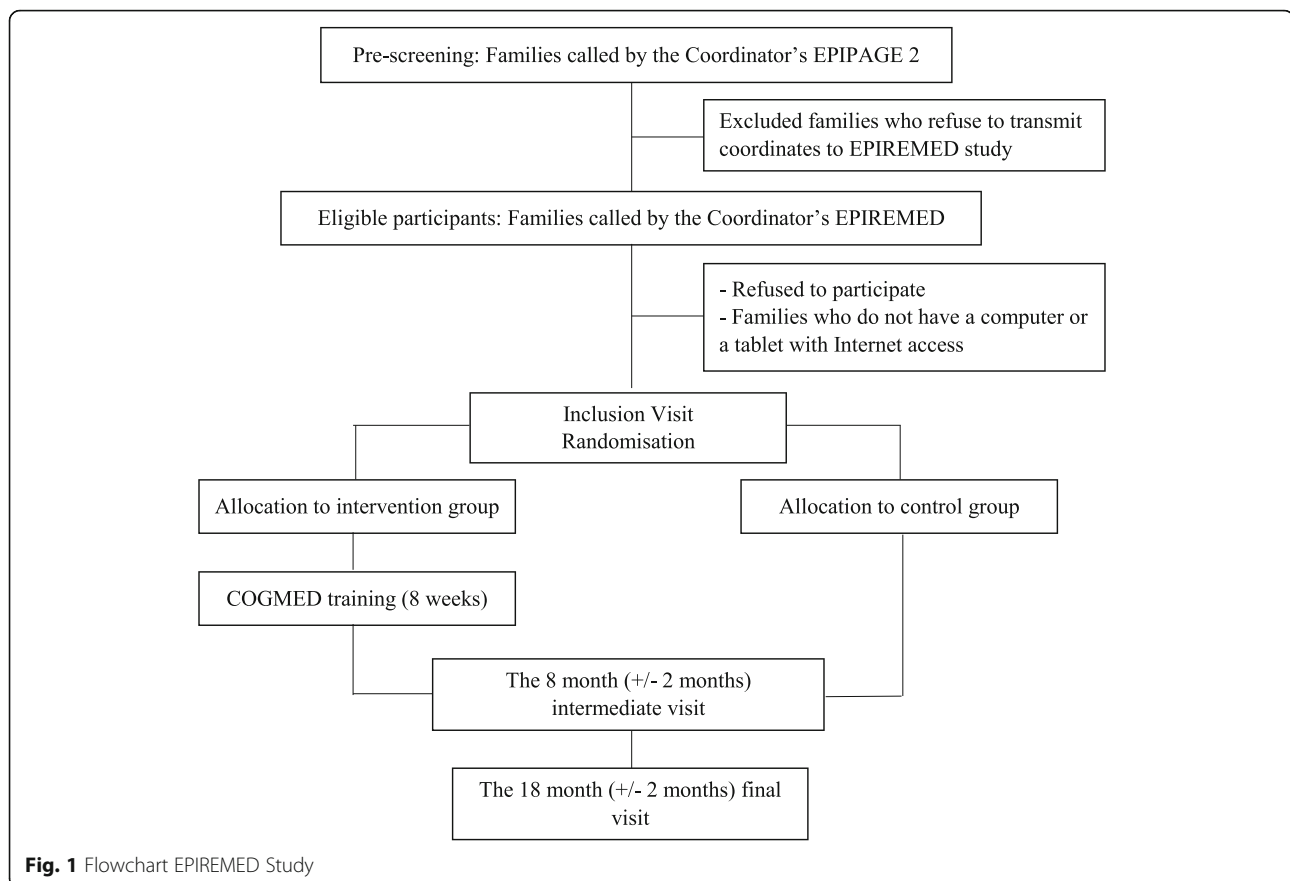 Pre-screening: Families called by the Coordinator's EPIPAGE 2
Excluded families who refuse to transmit
coordinates to EPIREMED study
Eligible participants: Families called by the Coordinator's EPIREMED
- Refused to participate
- Families who do not have a computer or
a tablet with Internet access
Inclusion Visit
Randomisation
Allocation to intervention group
Allocation to control group
COGMED training (8 weeks)
The 8 month (+/- 2 months)
intermediate visit
The 18 month (+/- 2 months) final
visit
Fig. 1 Flowchart EPIREMED Study